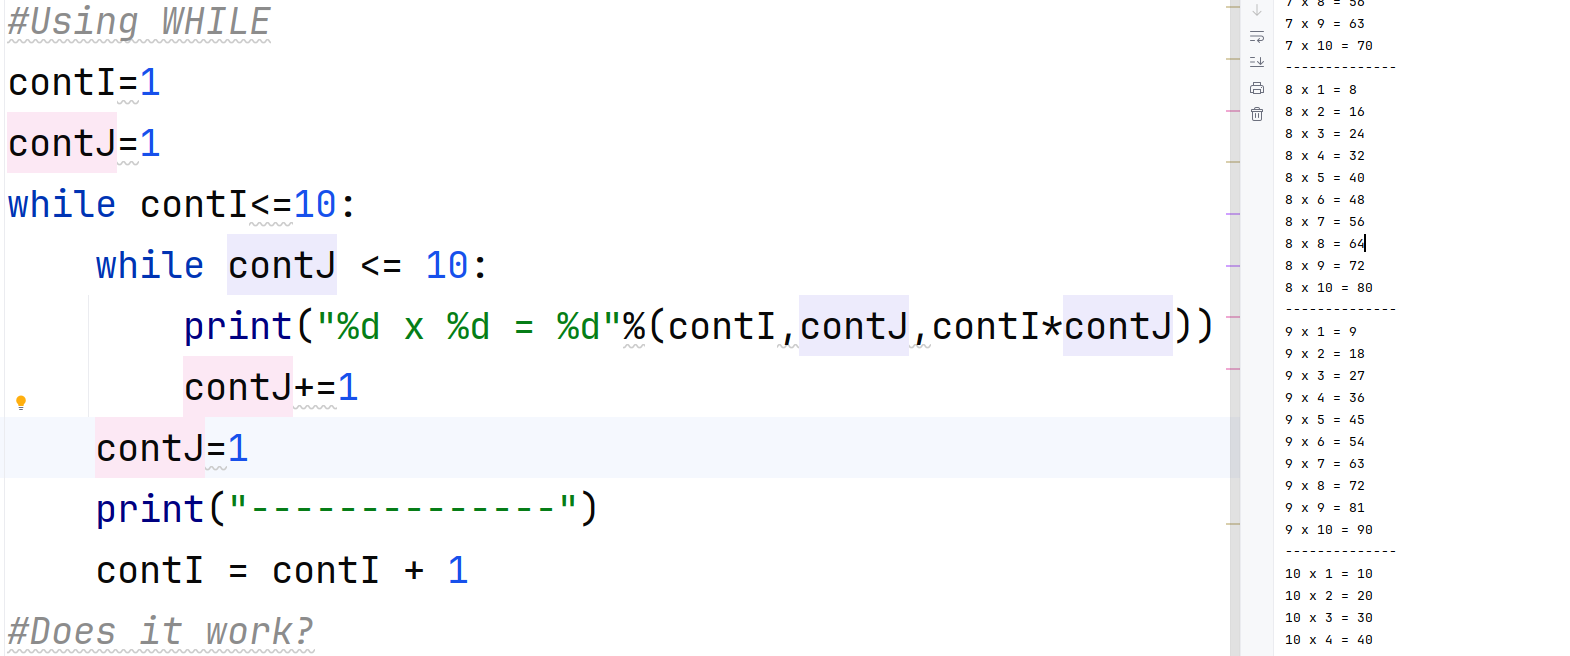 #Using WHILE
contI=1
contJ=1
while contI<=10:
    while contJ <= 10:
        print("%d x %d = %d"%(contI,contJ,contI*contJ))
        contJ+=1
    contJ=1
    print("--------------")
    contI = contI + 1
#Does it work?
7 x 8 = 56
7 x 9 = 63
7 x 10 = 70
--------------
8 x 1 = 8
8 x 2 = 16
8 x 3 = 24
8 x 4 = 32
8 x 5 = 40
8 x 6 = 48
8 x 7 = 56
8 x 8 = 64
8 x 9 = 72
8 x 10 = 80
--------------
9 x 1 = 9
9 x 2 = 18
9 x 3 = 27
9 x 4 = 36
9 x 5 = 45
9 x 6 = 54
9 x 7 = 63
9 x 8 = 72
9 x 9 = 81
9 x 10 = 90
--------------
10 x 1 = 10
10 x 2 = 20
10 x 3 = 30
10 x 4 = 40